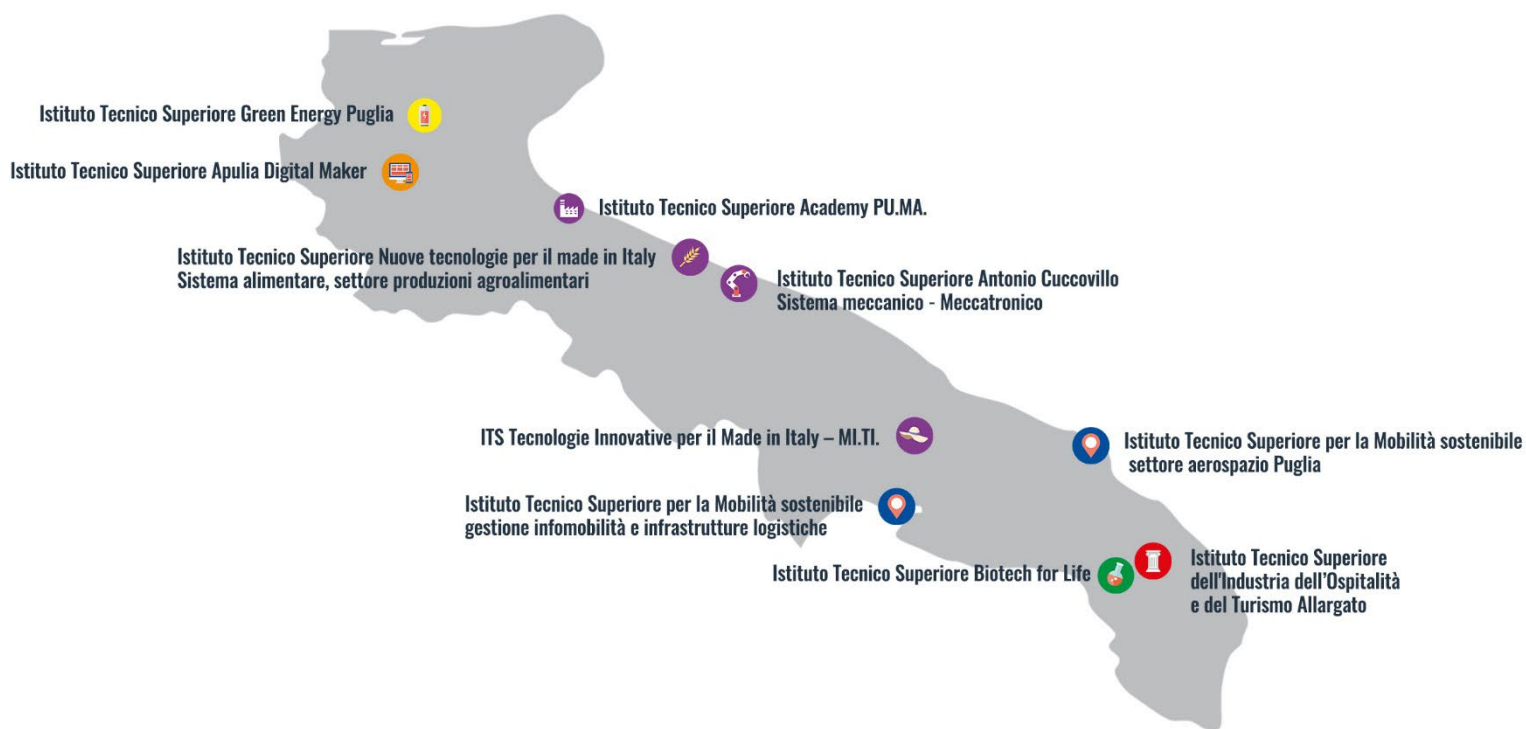 Istituto Tecnico Superiore Green Energy Puglia
Istituto Tecnico Superiore Apulia Digital Maker
Istituto Tecnico Superiore Academy PU.MA.
Istituto Tecnico Superiore Nuove tecnologie per il made in Italy
Sistema alimentare, settore produzioni agroalimentari
Istituto Tecnico Superiore Antonio Cuccovillo
Sistema meccanico - Meccatronico
ITS Tecnologie Innovative per il Made in Italy – MI.TI.
Istituto Tecnico Superiore per la Mobilità sostenibile
settore aerospazio Puglia
Istituto Tecnico Superiore per la Mobilità sostenibile
gestione infomobilità e infrastrutture logistiche
Istituto Tecnico Superiore Biotech for Life
Istituto Tecnico Superiore
dell'Industria dell’Ospitalità
e del Turismo Allargato